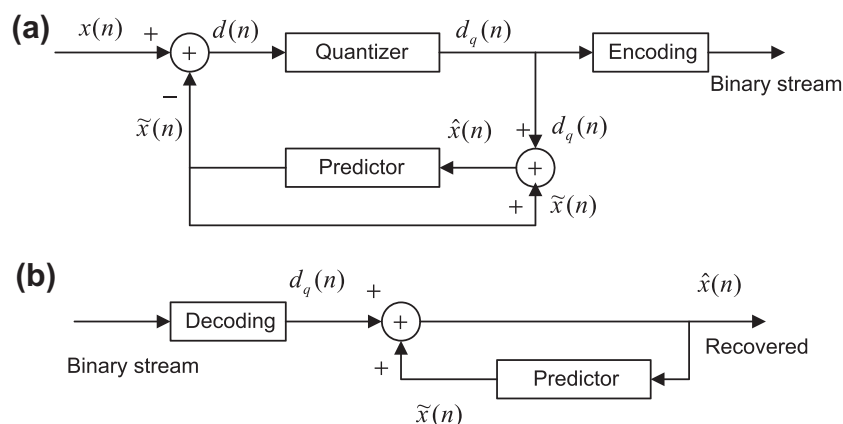 (a) x(n) + + d(n) Quantizer d_q(n) Encoding
Binary stream
−
x̃(n) x̂(n) + d_q(n)
Predictor +
+ x̃(n)
(b) d_q(n) + x̂(n)
Decoding +
Binary stream + Recovered
Predictor
x̃(n)